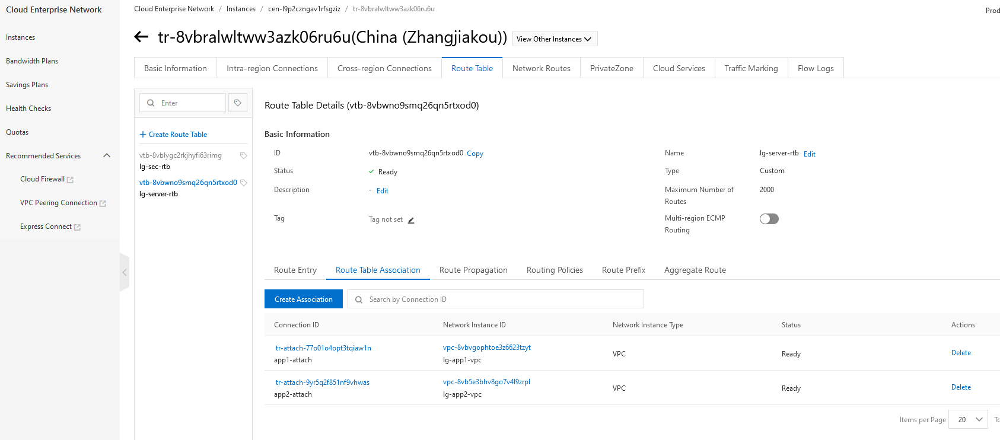 Cloud Enterprise Network
Instances
Bandwidth Plans
Savings Plans
Health Checks
Quotas
Recommended Services
Cloud Firewall
VPC Peering Connection
Express Connect
Cloud Enterprise Network / Instances / cen-l9p2czngav1rfsgziz / tr-8vbralwltww3azk06ru6u
Prod
tr-8vbralwltww3azk06ru6u(China (Zhangjiakou))
View Other Instances
Basic Information
Intra-region Connections
Cross-region Connections
Route Table
Network Routes
PrivateZone
Cloud Services
Traffic Marking
Flow Logs
Enter
+ Create Route Table
vtb-8vblygc2rkjhyfi63rimg
lg-sec-rtb
vtb-8vbwno9smq26qn5rtxod0
lg-server-rtb
Route Table Details (vtb-8vbwno9smq26qn5rtxod0)
Basic Information
ID vtb-8vbwno9smq26qn5rtxod0 Copy
Name lg-server-rtb Edit
Status Ready
Type Custom
Description - Edit
Maximum Number of
Routes
2000
Tag Tag not set
Multi-region ECMP
Routing
Route Entry
Route Table Association
Route Propagation
Routing Policies
Route Prefix
Aggregate Route
Create Association
Search by Connection ID
Connection ID Network Instance ID Network Instance Type Status Actions
tr-attach-77o01o4opt3tqiaw1n vpc-8vbvgophtoe3z6623tzyt
app1-attach lg-app1-vpc
VPC Ready Delete
tr-attach-9yr5q2f851nf9vhwas vpc-8vb5e3bhv8go7v4l9zrpl
app2-attach lg-app2-vpc
VPC Ready Delete
Items per Page 20 To